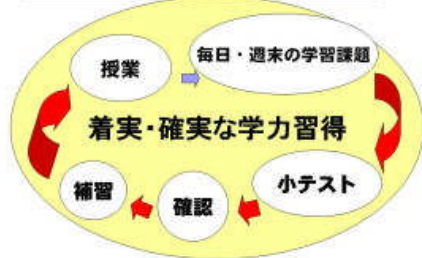 授業
毎日・週末の学習課題
着実・確実な学力習得
補習
確認
小テスト